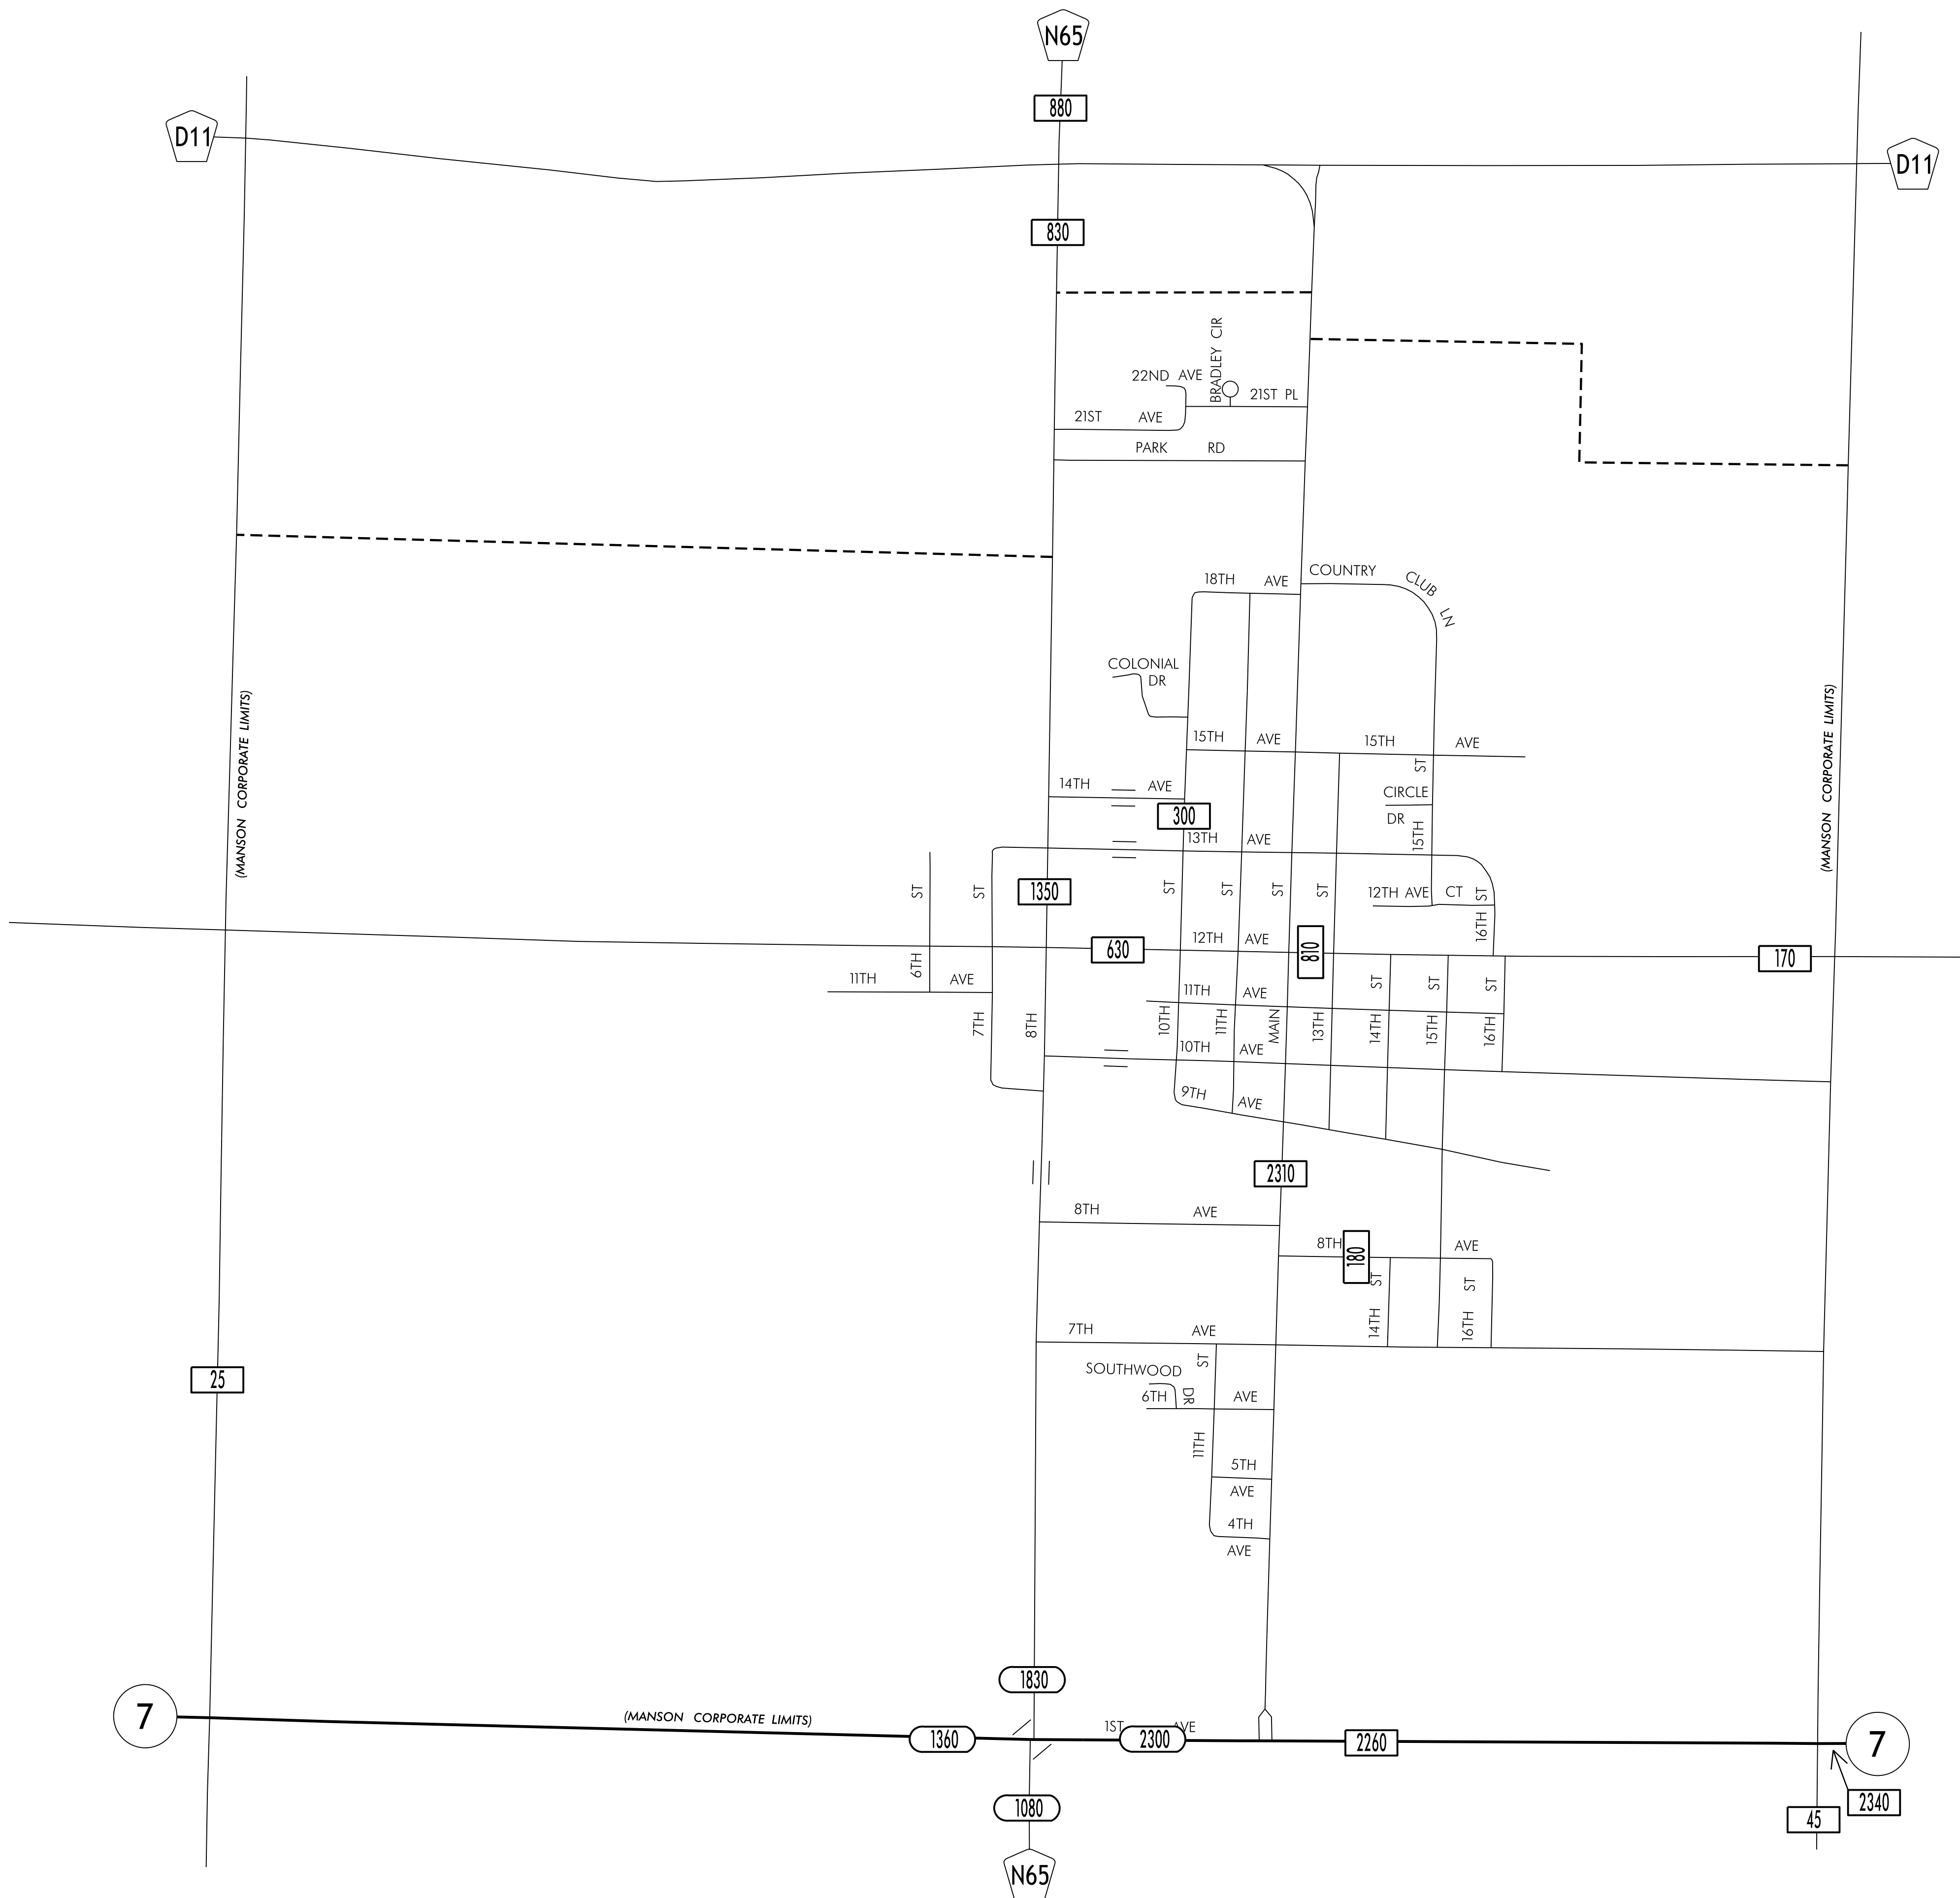 N65
880
D11
D11
830
BRADLEY CIR
22ND AVE
21ST PL
21ST AVE
PARK RD
COUNTRY CLUB LN
18TH AVE
COLONIAL
DR
(MANSON CORPORATE LIMITS)
(MANSON CORPORATE LIMITS)
15TH AVE
15TH AVE
14TH AVE
CIRCLE
DR
15TH ST
300
13TH AVE
1350
12TH AVE CT
16TH ST
6TH ST
7TH ST
8TH
10TH ST
11TH ST
MAIN ST
13TH ST
630
12TH AVE
810
170
11TH AVE
11TH AVE
14TH ST
15TH ST
16TH ST
10TH AVE
9TH AVE
2310
8TH AVE
8TH AVE
180
14TH ST
16TH ST
7TH AVE
SOUTHWOOD
DR
6TH AVE
11TH ST
25
5TH
AVE
4TH
AVE
1830
7
(MANSON CORPORATE LIMITS)
1360
1ST AVE
2300
2260
7
1080
2340
45
N65